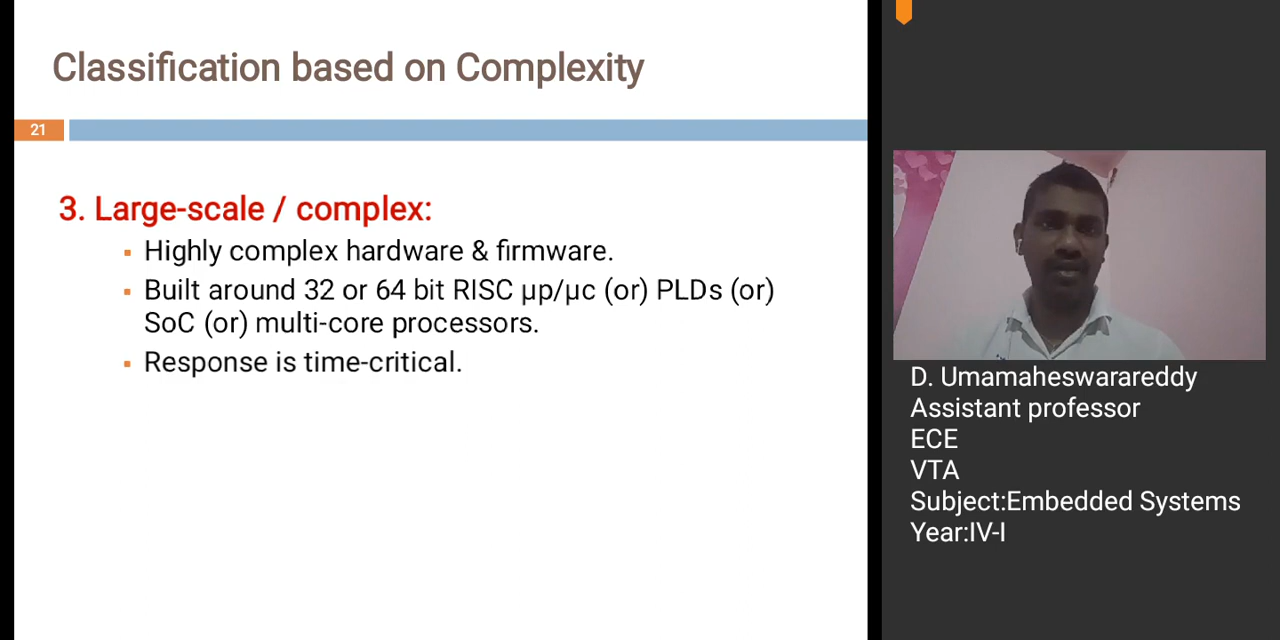 Classification based on Complexity
21
3. Large-scale / complex:
▪ Highly complex hardware & firmware.
▪ Built around 32 or 64 bit RISC µp/µc (or) PLDs (or)
SoC (or) multi-core processors.
▪ Response is time-critical.
D. Umamaheswarareddy
Assistant professor
ECE
VTA
Subject:Embedded Systems
Year:IV-I